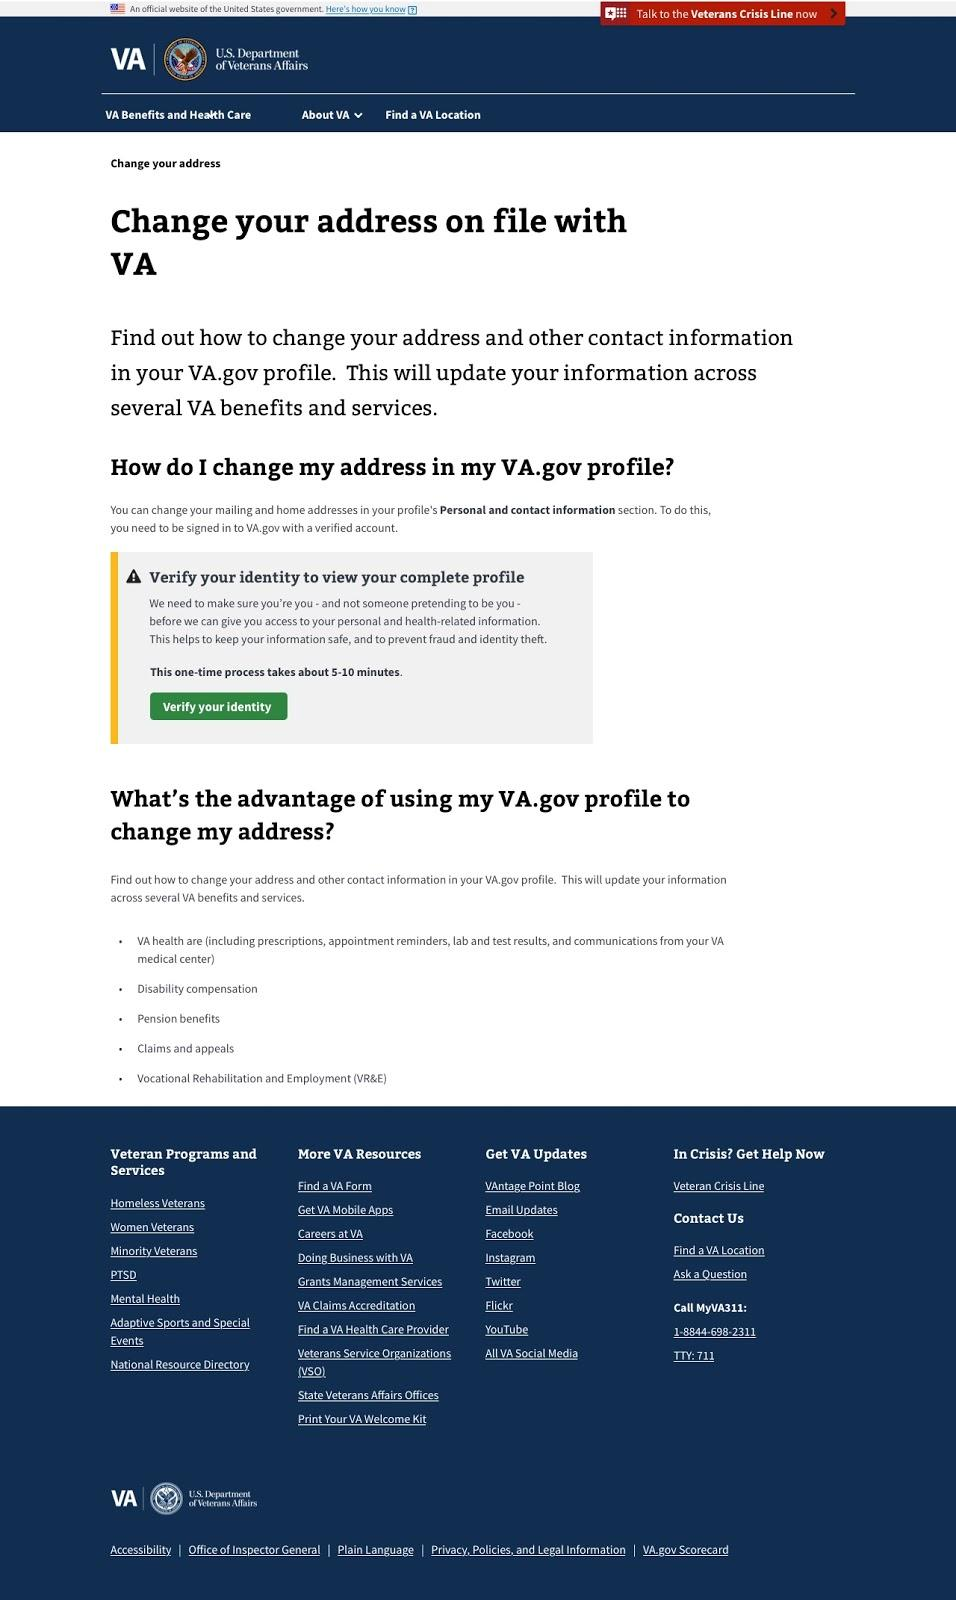 An official website of the United States government. Here's how you know
Talk to the Veterans Crisis Line now
VA
U.S. Department
of Veterans Affairs
VA Benefits and Health Care
About VA
Find a VA Location
Change your address
Change your address on file with
VA
Find out how to change your address and other contact information
in your VA.gov profile.  This will update your information across
several VA benefits and services.
How do I change my address in my VA.gov profile?
You can change your mailing and home addresses in your profile's Personal and contact information section. To do this,
you need to be signed in to VA.gov with a verified account.
Verify your identity to view your complete profile
We need to make sure you're you - and not someone pretending to be you -
before we can give you access to your personal and health-related information.
This helps to keep your information safe, and to prevent fraud and identity theft.
This one-time process takes about 5-10 minutes.
Verify your identity
What's the advantage of using my VA.gov profile to
change my address?
Find out how to change your address and other contact information in your VA.gov profile.  This will update your information
across several VA benefits and services.
• VA health are (including prescriptions, appointment reminders, lab and test results, and communications from your VA
medical center)
• Disability compensation
• Pension benefits
• Claims and appeals
• Vocational Rehabilitation and Employment (VR&E)
Veteran Programs and
Services
Homeless Veterans
Women Veterans
Minority Veterans
PTSD
Mental Health
Adaptive Sports and Special
Events
National Resource Directory
More VA Resources
Find a VA Form
Get VA Mobile Apps
Careers at VA
Doing Business with VA
Grants Management Services
VA Claims Accreditation
Find a VA Health Care Provider
Veterans Service Organizations
(VSO)
State Veterans Affairs Offices
Print Your VA Welcome Kit
Get VA Updates
VAntage Point Blog
Email Updates
Facebook
Instagram
Twitter
Flickr
YouTube
All VA Social Media
In Crisis? Get Help Now
Veteran Crisis Line
Contact Us
Find a VA Location
Ask a Question
Call MyVA311:
1-8844-698-2311
TTY: 711
VA
U.S. Department
of Veterans Affairs
Accessibility | Office of Inspector General | Plain Language | Privacy, Policies, and Legal Information | VA.gov Scorecard